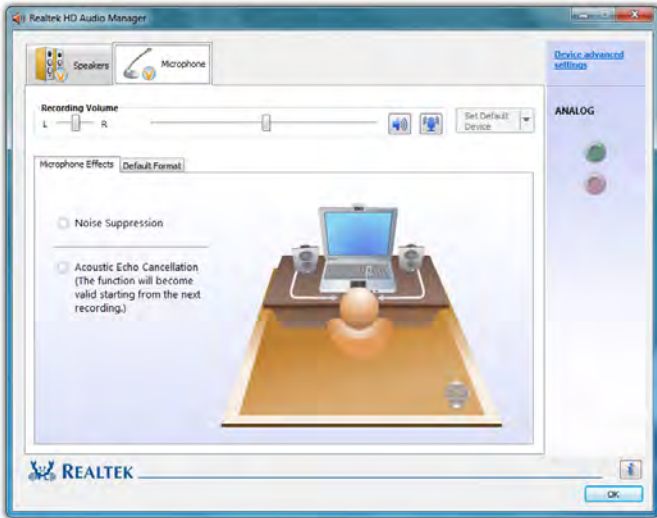 Realtek HD Audio Manager
Speakers
Microphone
Device advanced
settings
Recording Volume
L
R
Set Default
Device
ANALOG
Microphone Effects
Default Format
Noise Suppression
Acoustic Echo Cancellation
(The function will become
valid starting from the next
recording.)
REALTEK
i
OK